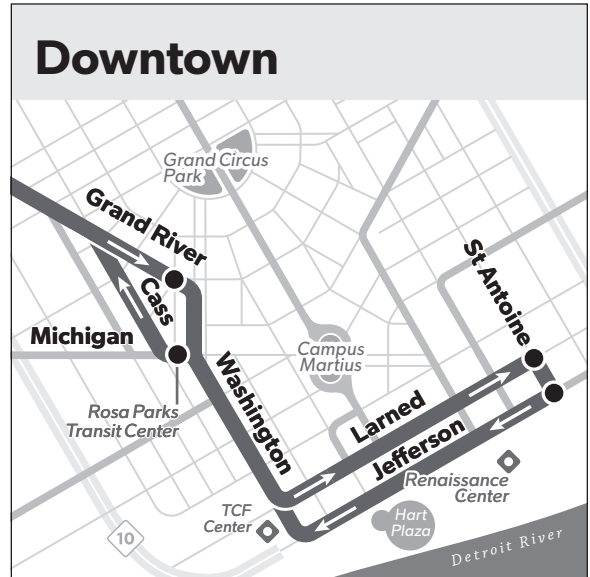 Downtown
Grand Circus
Park
Grand River
St Antoine
Cass
Michigan
Campus
Martius
Washington
Rosa Parks
Transit Center
Larned
Jefferson
Renaissance
Center
TCF
Center
Hart
Plaza
10
Detroit River